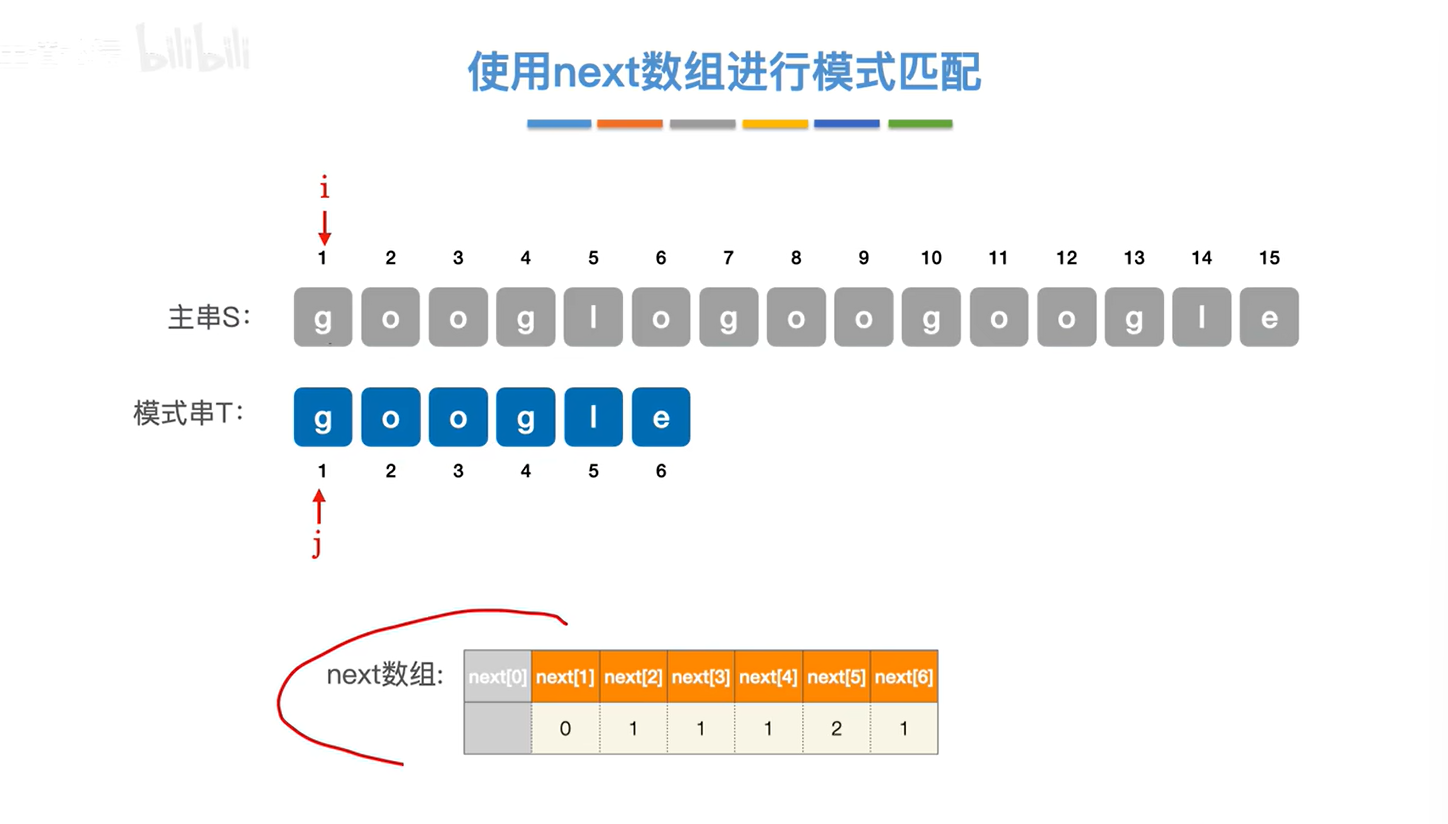 bilibili
使用next数组进行模式匹配
i
1 2 3 4 5 6 7 8 9 10 11 12 13 14 15
主串S: g o o g l o g o o g o o g l e
模式串T: g o o g l e
1 2 3 4 5 6
j
next数组: next[0] next[1] next[2] next[3] next[4] next[5] next[6]
0 1 1 1 2 1